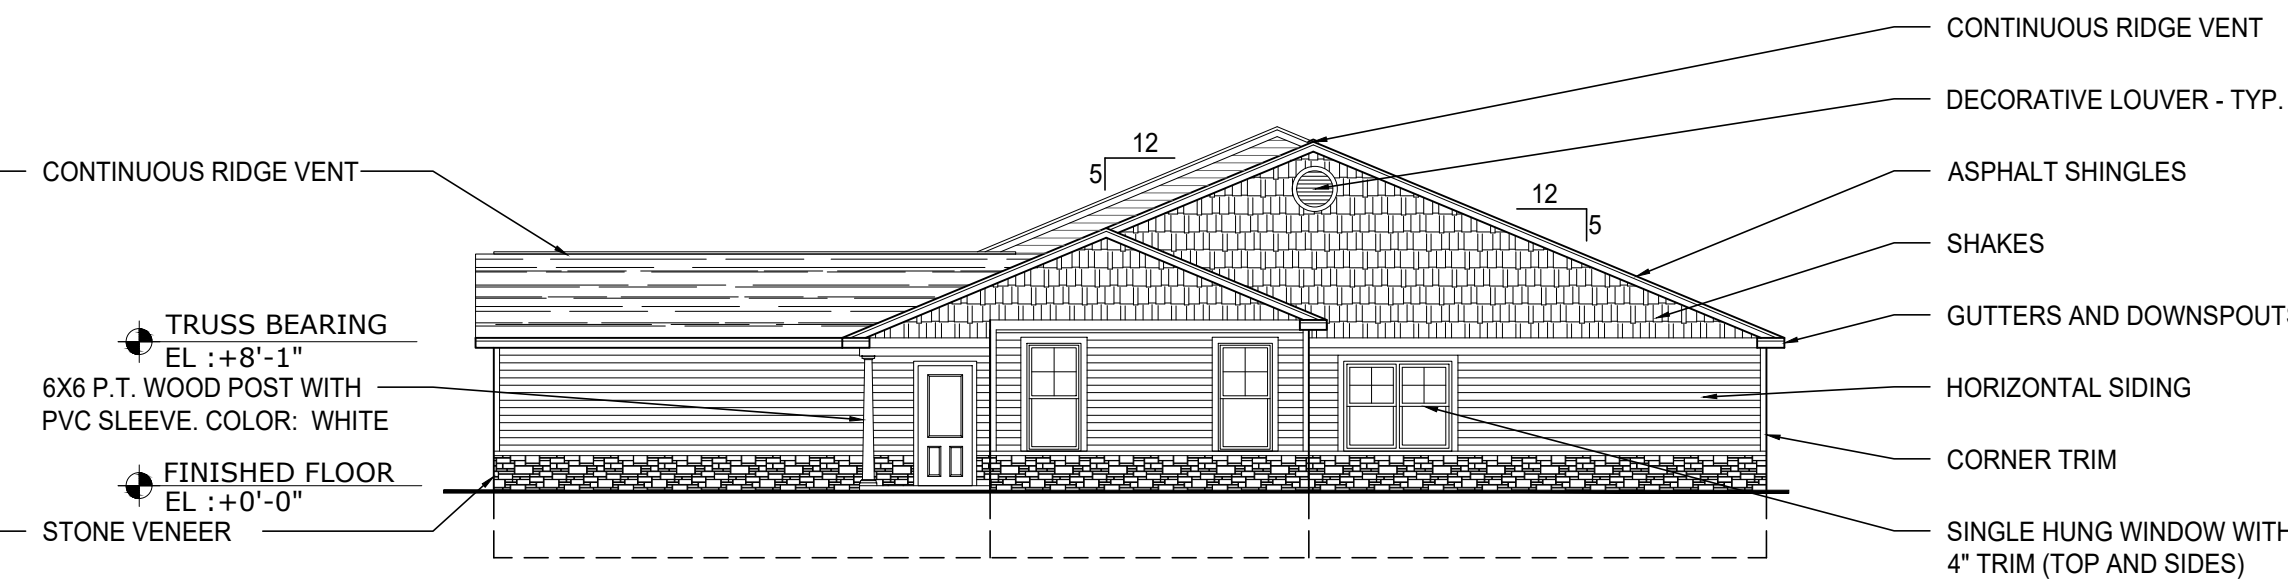 CONTINUOUS RIDGE VENT
TRUSS BEARING
EL :+8'-1"
6X6 P.T. WOOD POST WITH
PVC SLEEVE. COLOR: WHITE
FINISHED FLOOR
EL :+0'-0"
STONE VENEER
12
5
12
5
CONTINUOUS RIDGE VENT
DECORATIVE LOUVER - TYP.
ASPHALT SHINGLES
SHAKES
GUTTERS AND DOWNSPOUTS
HORIZONTAL SIDING
CORNER TRIM
SINGLE HUNG WINDOW WITH
4" TRIM (TOP AND SIDES)